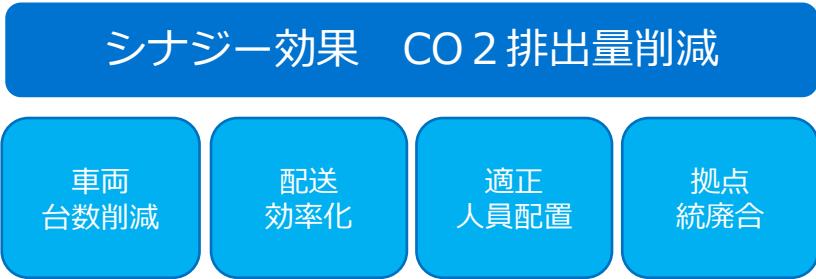 シナジー効果　CO２排出量削減
車両
台数削減
配送
効率化
適正
人員配置
拠点
統廃合